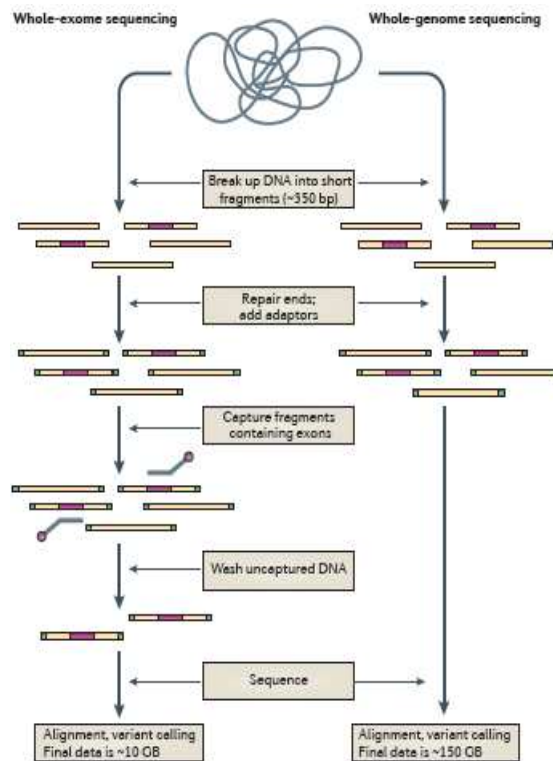 Whole-exome sequencing
Whole-genome sequencing
Break up DNA into short
fragments (~350 bp)
Repair ends;
add adaptors
Capture fragments
containing exons
Wash uncaptured DNA
Sequence
Alignment, variant calling
Final data is ~10 GB
Alignment, variant calling
Final data is ~150 GB